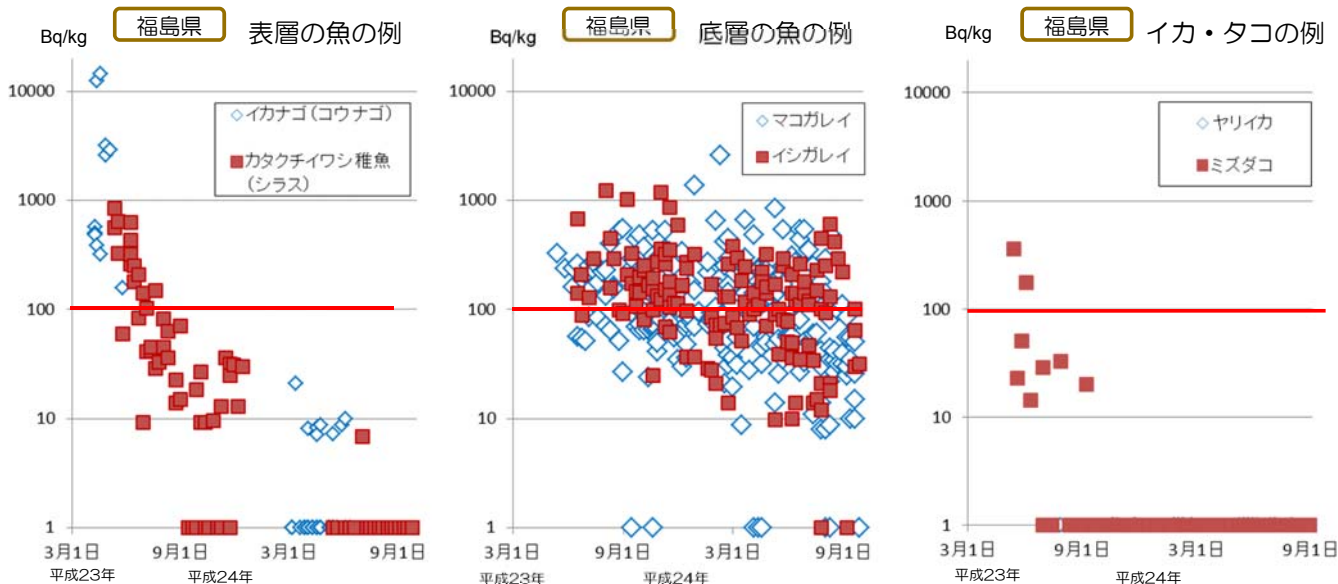 Bq/kg 福島県 表層の魚の例
10000
1000
100
10
1
イカナゴ(コウナゴ)
カタクチイワシ稚魚
(シラス)
3月1日 9月1日 3月1日 9月1日
平成23年 平成24年
Bq/kg 福島県 底層の魚の例
10000
1000
100
10
1
マコガレイ
イシガレイ
3月1日 9月1日 3月1日 9月1日
平成23年 平成24年
Bq/kg 福島県 イカ・タコの例
10000
1000
100
10
1
ヤリイカ
ミズダコ
3月1日 9月1日 3月1日 9月1日
平成23年 平成24年